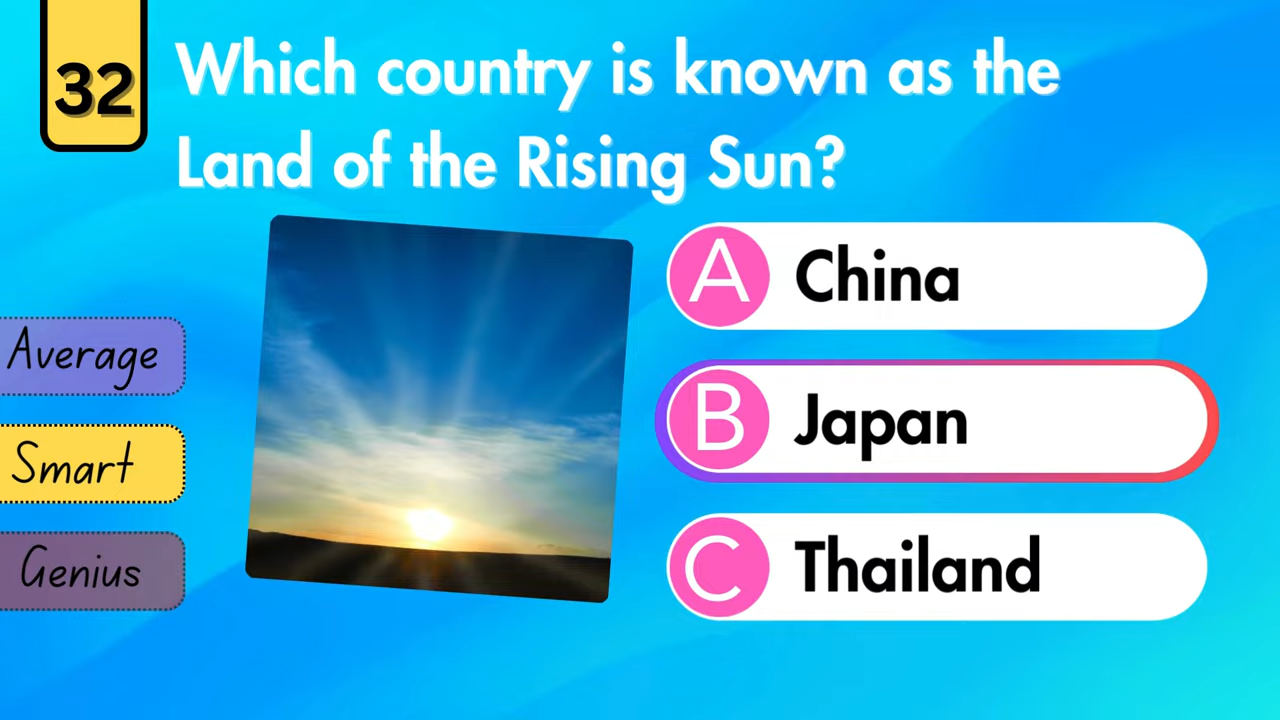 32
Which country is known as the
Land of the Rising Sun?
A China
B Japan
C Thailand
Average
Smart
Genius